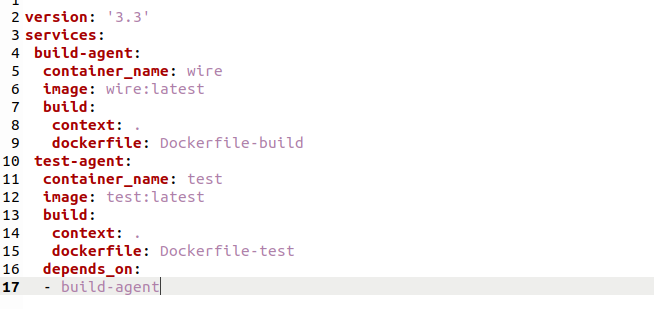 1
2 version: '3.3'
3 services:
4  build-agent:
5   container_name: wire
6   image: wire:latest
7   build:
8    context: .
9    dockerfile: Dockerfile-build
10  test-agent:
11   container_name: test
12   image: test:latest
13   build:
14    context: .
15    dockerfile: Dockerfile-test
16   depends_on:
17   - build-agent